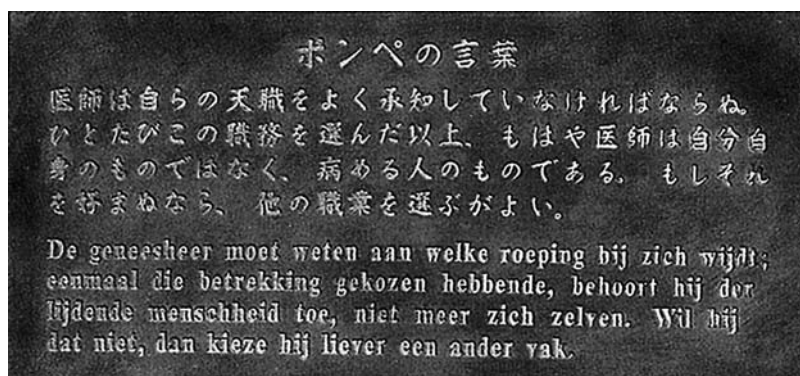 ポンペの言葉
医師は自らの天職をよく承知していなければならぬ。
ひとたびこの職務を選んだ以上、もはや医師は自分自
身のものではなく、病める人のものである。もしそれ
を好まぬなら、他の職業を選ぶがよい。
De geneesheer moet weten aan welke roeping hij zich wijdt;
eenmaal die betrekking gekozen hebbende, behoort hij der
lijdende menschheid toe, niet meer zich zelven. Wil hij
dat niet, dan kieze hij liever een ander vak.